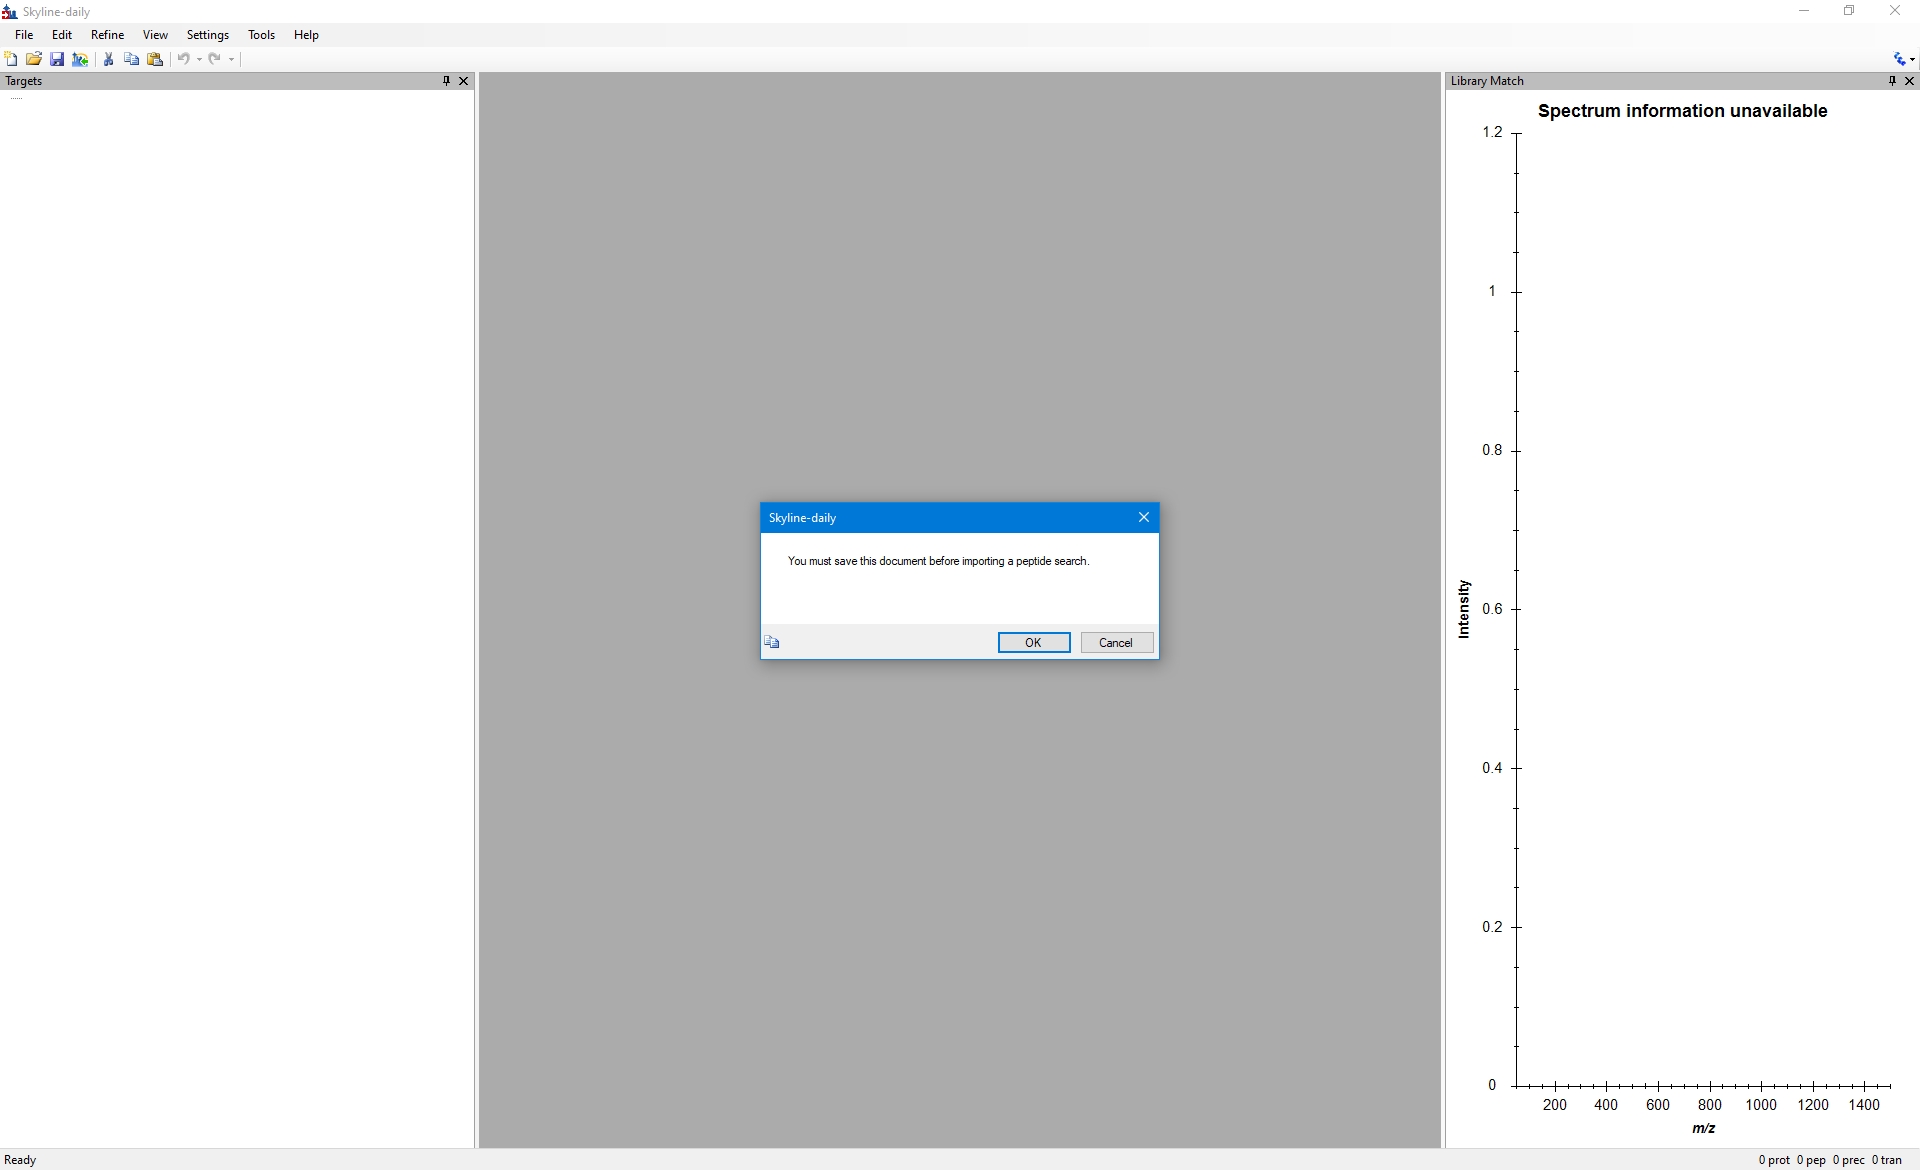 Skyline-daily
File Edit Refine View Settings Tools Help
Targets
Library Match
Spectrum information unavailable
1.2
1
0.8
0.6
0.4
0.2
0
Intensity
200 400 600 800 1000 1200 1400
m/z
Skyline-daily
You must save this document before importing a peptide search.
OK Cancel
Ready
0 prot 0 pep 0 prec 0 tran